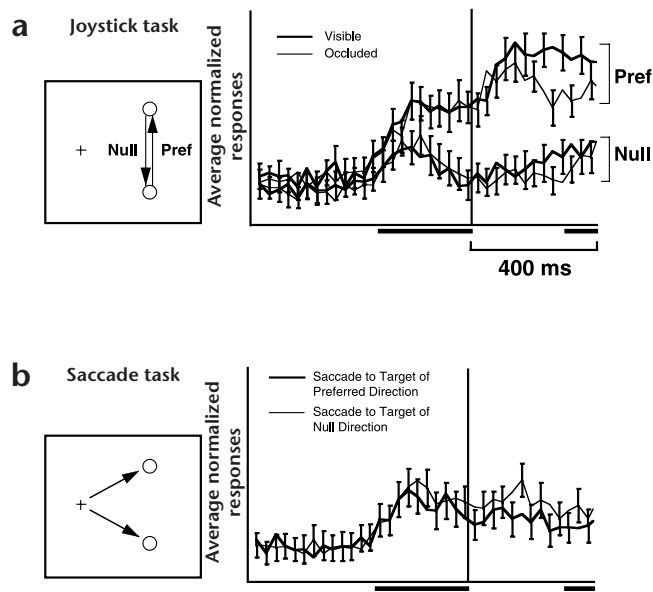 a
Joystick task
+
Null
Pref
Average normalized
responses
Visible
Occluded
Pref
Null
400 ms
b
Saccade task
+
Average normalized
responses
Saccade to Target of
Preferred Direction
Saccade to Target of
Null Direction